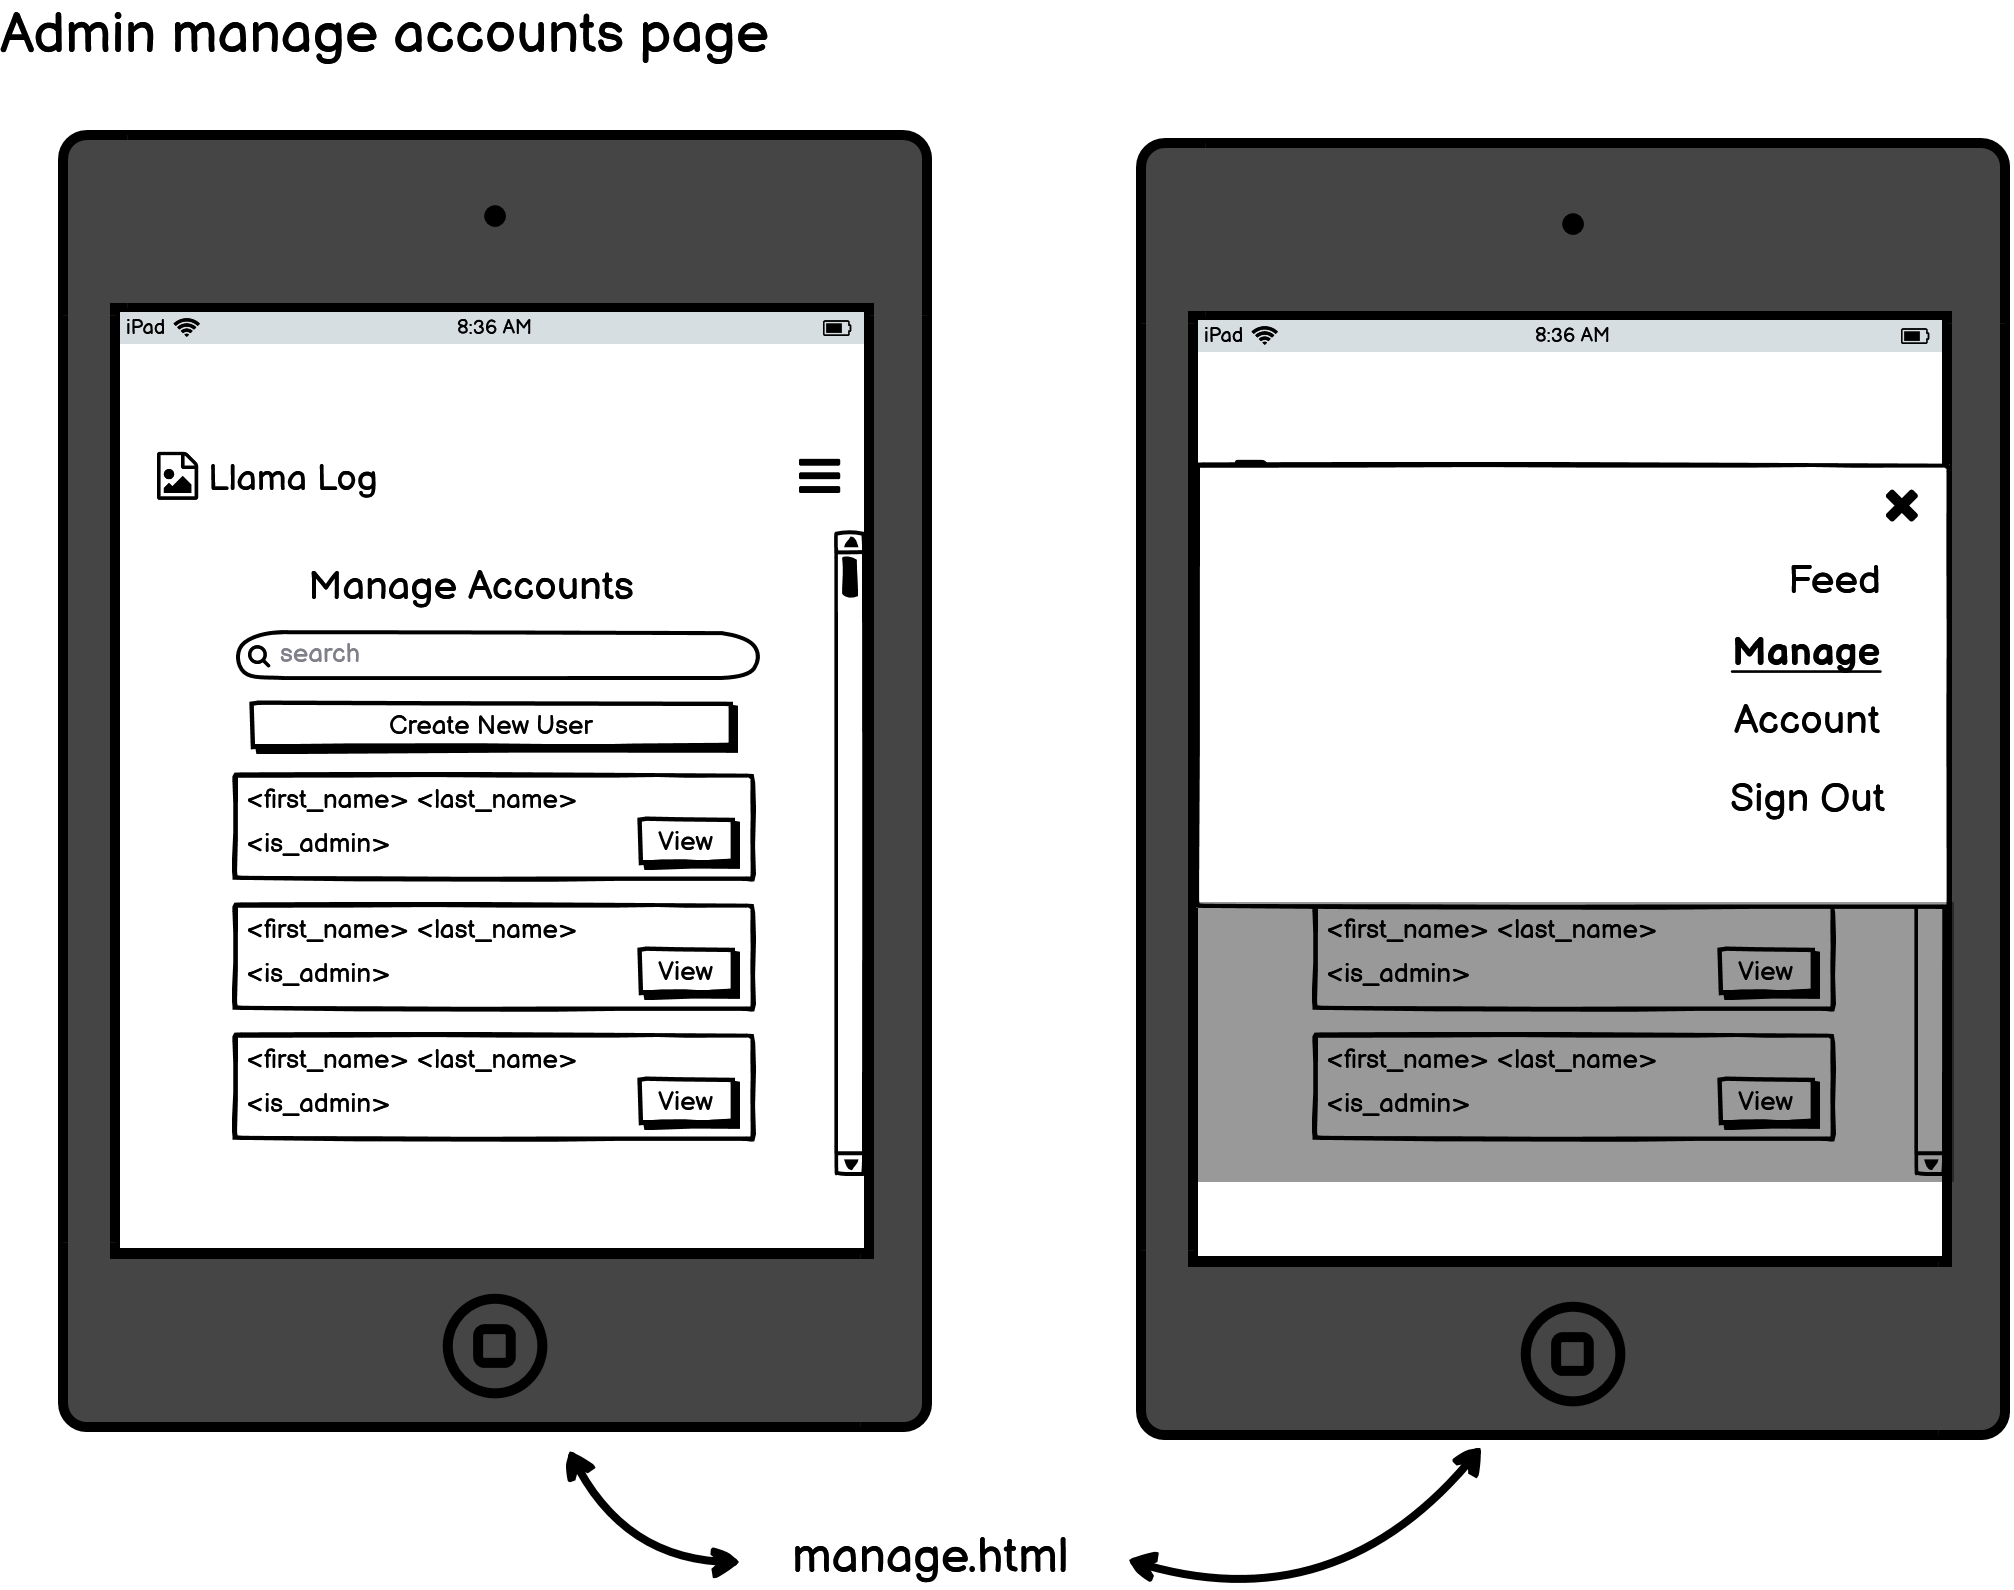 Admin manage accounts page
iPad 8:36 AM
Llama Log
Manage Accounts
search
Create New User
<first_name> <last_name>
<is_admin> View
<first_name> <last_name>
<is_admin> View
<first_name> <last_name>
<is_admin> View
iPad 8:36 AM
Feed
Manage
Account
Sign Out
<first_name> <last_name>
<is_admin> View
<first_name> <last_name>
<is_admin> View
manage.html